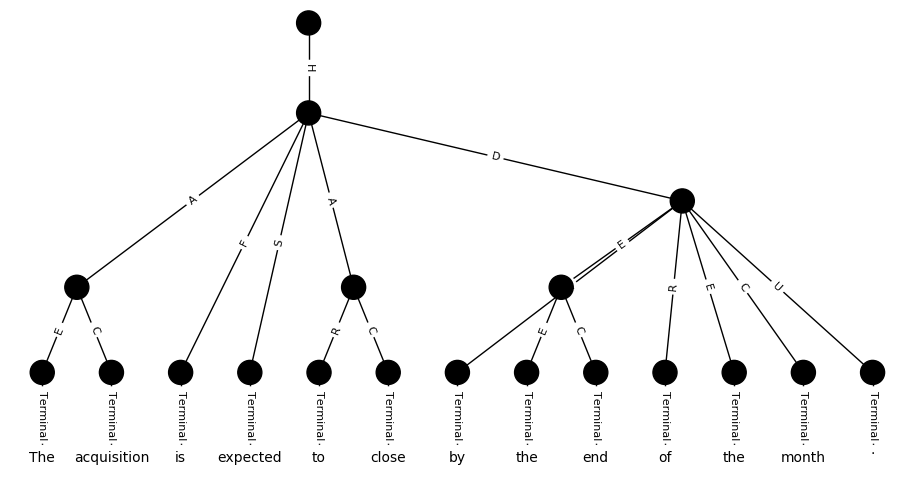 H
A F S A D
E C R C E E C R E C U
Terminal Terminal Terminal Terminal Terminal Terminal Terminal Terminal Terminal Terminal Terminal Terminal Terminal
The acquisition is expected to close by the end of the month .